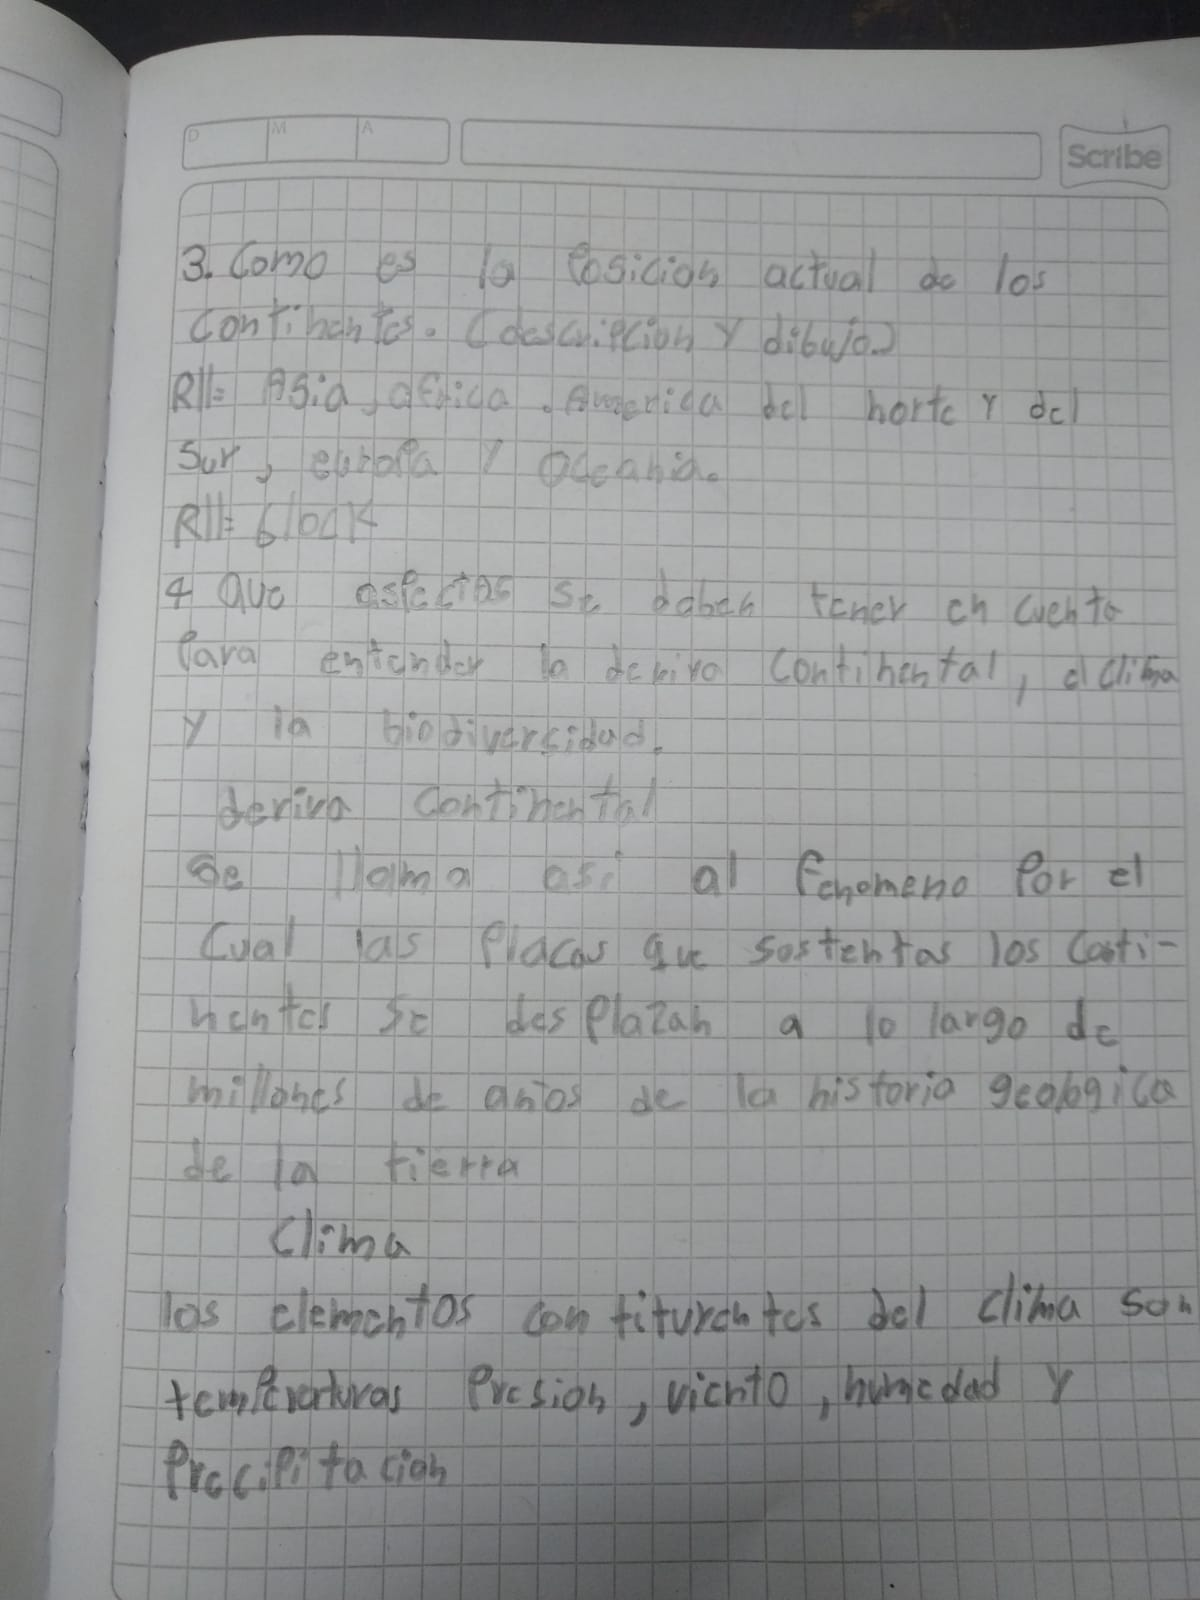 D M A
Scribe
3. Como es la Posicion actual de los
Continentes. (descripcion y dibujo)
R||= Asia, africa. America del norte y del
Sur, europa y Oceania.
R||= block
4 que aspectos se deben tener en cuenta
Para entender la deriva Continental, el clima
y la biodiversidad.
deriva Continental
se llama asi al fenomeno Por el
Cual las Placas que sostentas los Conti-
nentes se desplazan a lo largo de
millones de años de la historia geologica
de la tierra
Clima
los elementos contiturentes del clima son
temperaturas Presion, viento, humedad y
Precipitacion